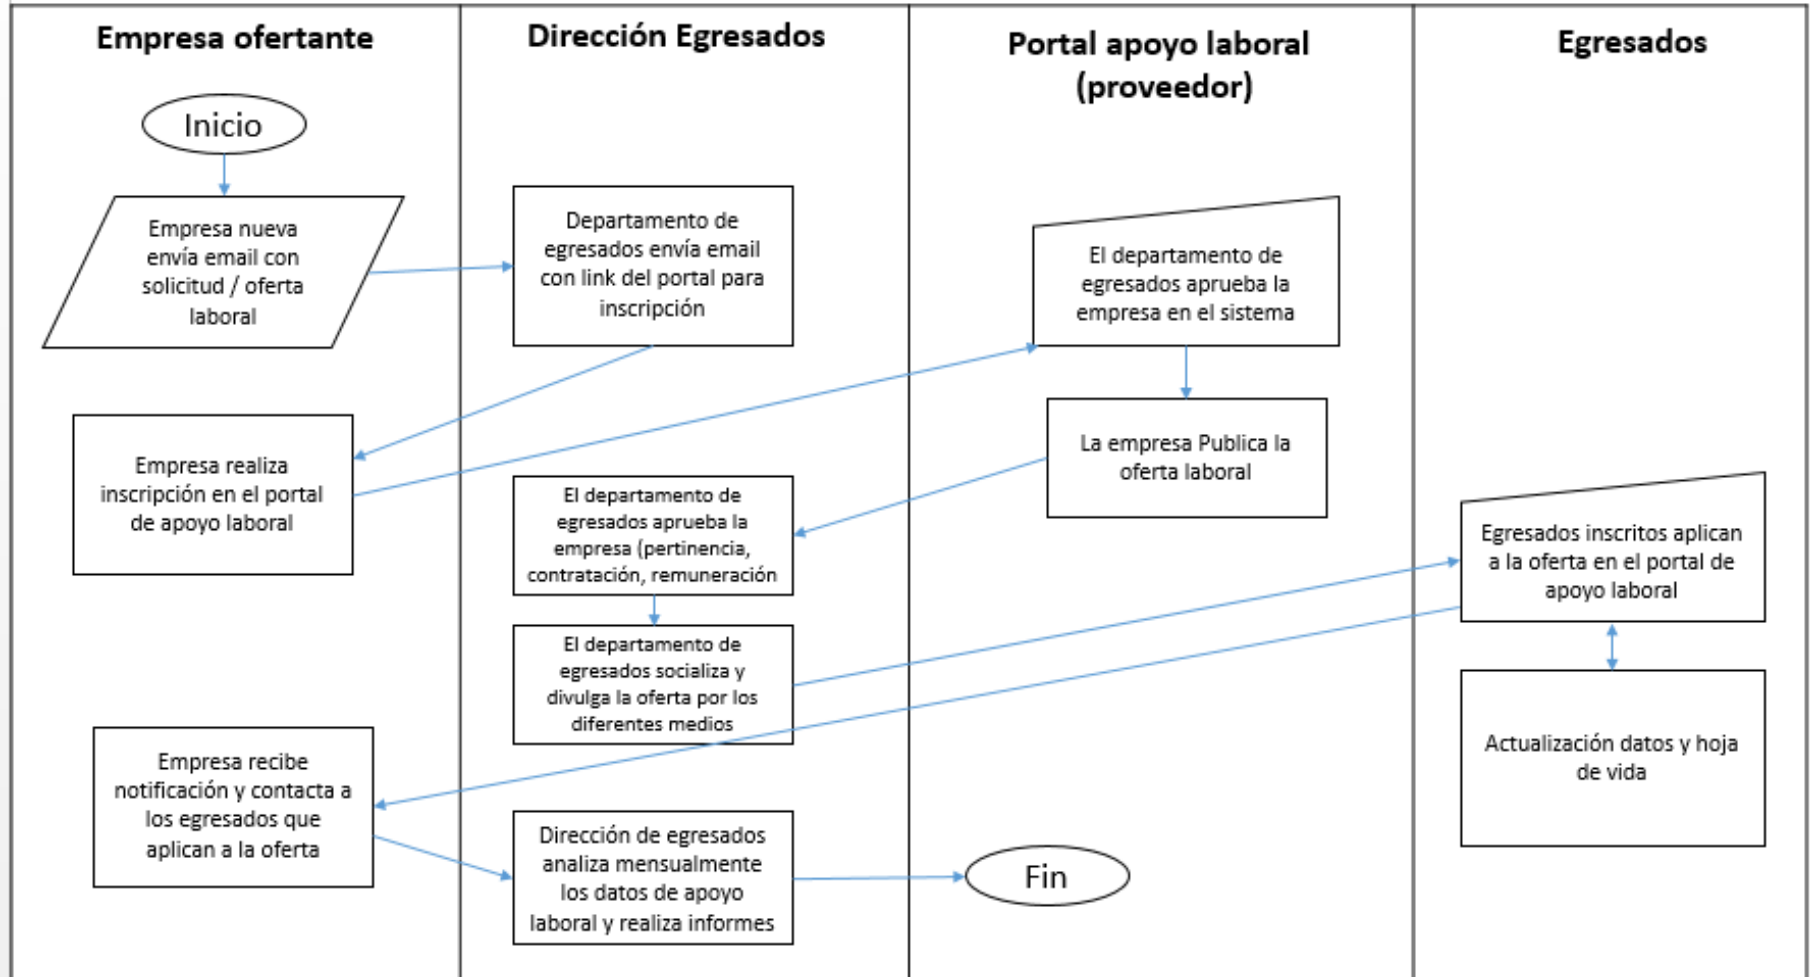 Empresa ofertante
Dirección Egresados
Portal apoyo laboral
(proveedor)
Egresados
Inicio
Empresa nueva
envía email con
solicitud / oferta
laboral
Departamento de
egresados envía email
con link del portal para
inscripción
El departamento de
egresados aprueba la
empresa en el sistema
Empresa realiza
inscripción en el portal
de apoyo laboral
La empresa Publica la
oferta laboral
El departamento de
egresados aprueba la
empresa (pertinencia,
contratación, remuneración
Egresados inscritos aplican
a la oferta en el portal de
apoyo laboral
El departamento de
egresados socializa y
divulga la oferta por los
diferentes medios
Actualización datos y hoja
de vida
Empresa recibe
notificación y contacta a
los egresados que
aplican a la oferta
Dirección de egresados
analiza mensualmente
los datos de apoyo
laboral y realiza informes
Fin